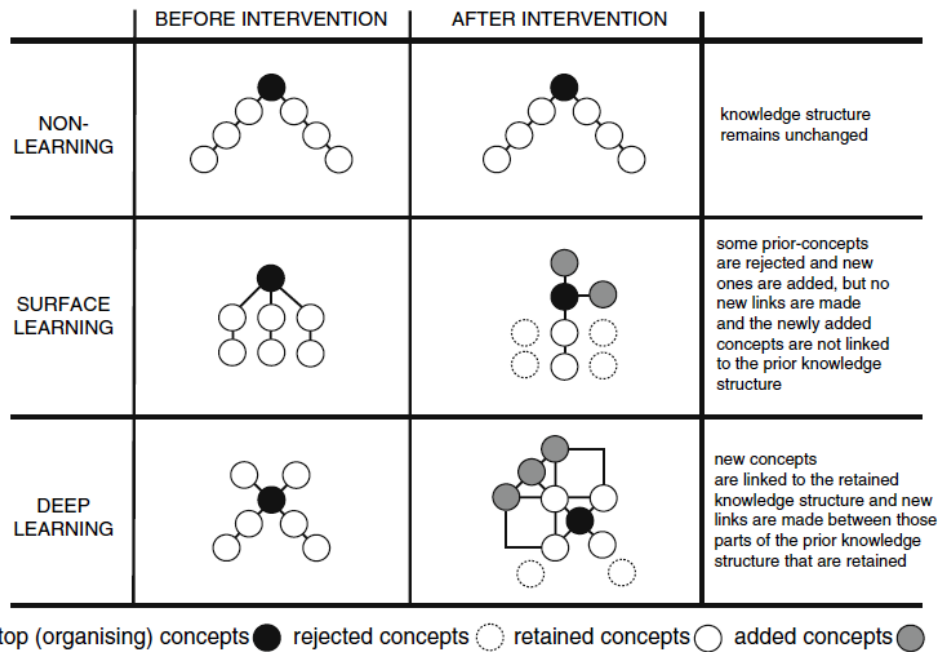 BEFORE INTERVENTION AFTER INTERVENTION
NON-
LEARNING
knowledge structure
remains unchanged
SURFACE
LEARNING
some prior-concepts
are rejected and new
ones are added, but no
new links are made
and the newly added
concepts are not linked
to the prior knowledge
structure
DEEP
LEARNING
new concepts
are linked to the retained
knowledge structure and new
links are made between those
parts of the prior knowledge
structure that are retained
top (organising) concepts rejected concepts retained concepts added concepts